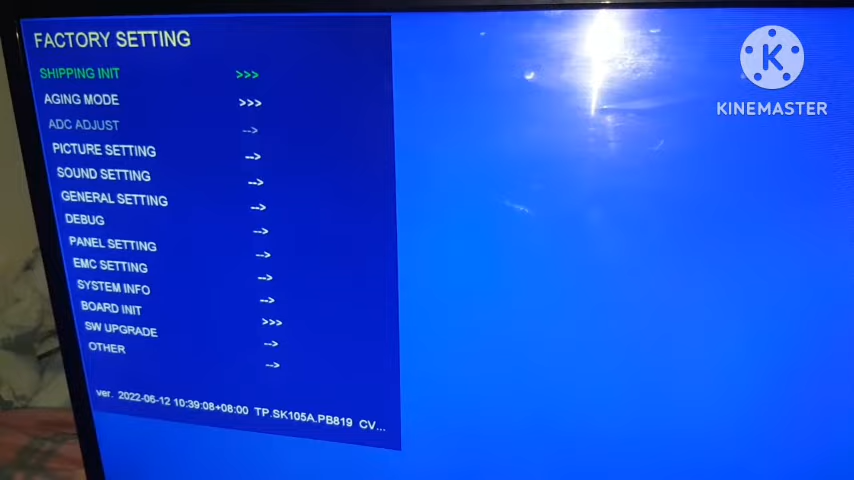 FACTORY SETTING
SHIPPING INIT >>>
AGING MODE >>>
ADC ADJUST -->
PICTURE SETTING -->
SOUND SETTING -->
GENERAL SETTING -->
DEBUG -->
PANEL SETTING -->
EMC SETTING -->
SYSTEM INFO -->
BOARD INIT >>>
SW UPGRADE -->
OTHER -->
ver. 2022-06-12 10:39:08+08:00 TP.SK105A.PB819 CV...
K
KINEMASTER